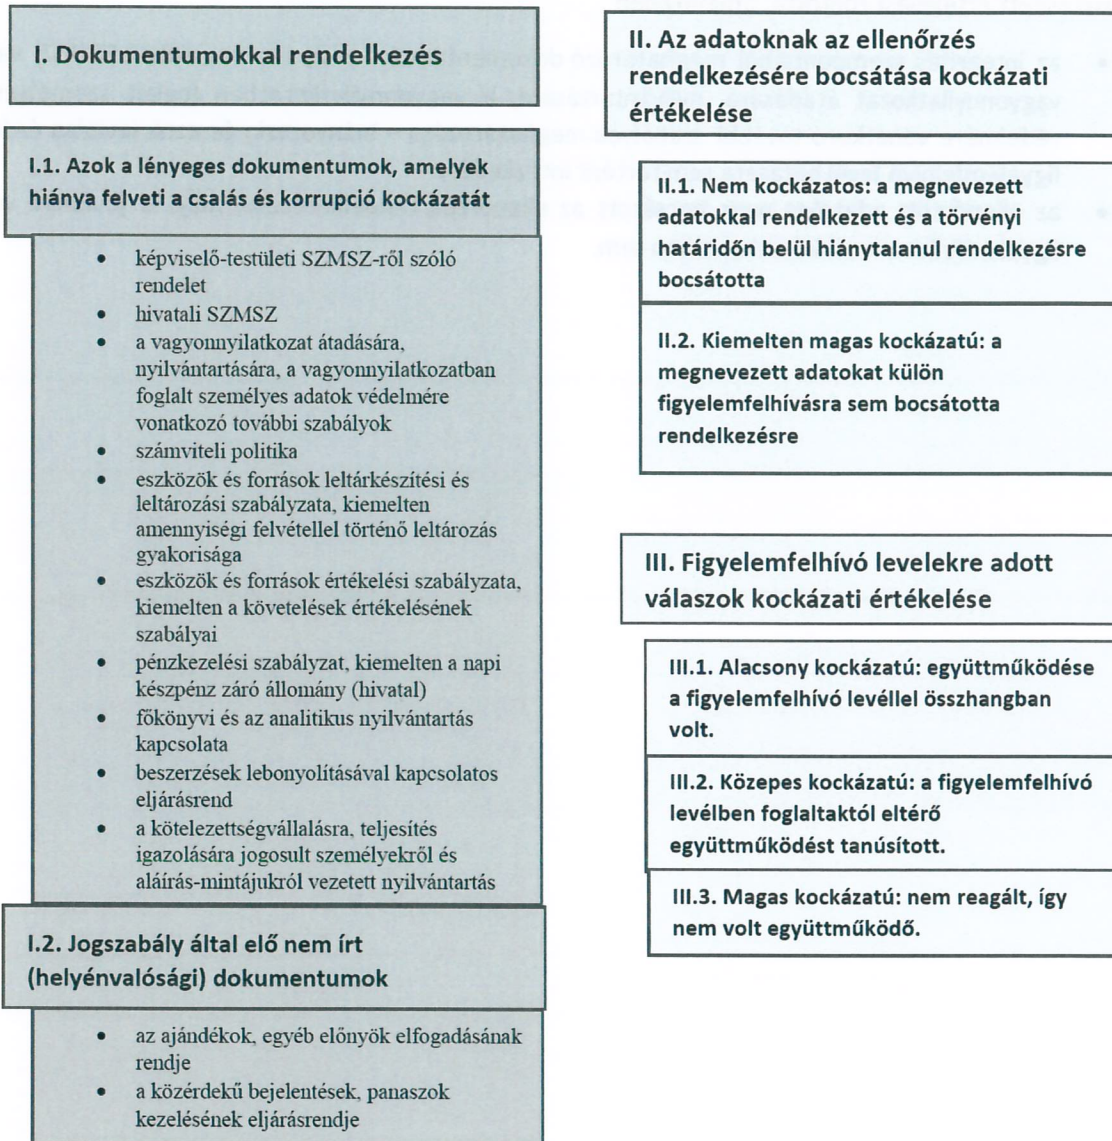 I. Dokumentumokkal rendelkezés
I.1. Azok a lényeges dokumentumok, amelyek
hiánya felveti a csalás és korrupció kockázatát
• képviselő-testületi SZMSZ-ről szóló
rendelet
• hivatali SZMSZ
• a vagyonnyilatkozat átadására,
nyilvántartására, a vagyonnyilatkozatban
foglalt személyes adatok védelmére
vonatkozó további szabályok
• számviteli politika
• eszközök és források leltárkészítési és
leltározási szabályzata, kiemelten
amennyiségi felvétellel történő leltározás
gyakorisága
• eszközök és források értékelési szabályzata,
kiemelten a követelések értékelésének
szabályai
• pénzkezelési szabályzat, kiemelten a napi
készpénz záró állomány (hivatal)
• főkönyvi és az analitikus nyilvántartás
kapcsolata
• beszerzések lebonyolításával kapcsolatos
eljárásrend
• a kötelezettségvállalásra, teljesítés
igazolására jogosult személyekről és
aláírás-mintájukról vezetett nyilvántartás
I.2. Jogszabály által elő nem írt
(helyénvalósági) dokumentumok
• az ajándékok, egyéb előnyök elfogadásának
rendje
• a közérdekű bejelentések, panaszok
kezelésének eljárásrendje
II. Az adatoknak az ellenőrzés
rendelkezésére bocsátása kockázati
értékelése
II.1. Nem kockázatos: a megnevezett
adatokkal rendelkezett és a törvényi
határidőn belül hiánytalanul rendelkezésre
bocsátotta
II.2. Kiemelten magas kockázatú: a
megnevezett adatokat külön
figyelemfelhívásra sem bocsátotta
rendelkezésre
III. Figyelemfelhívó levelekre adott
válaszok kockázati értékelése
III.1. Alacsony kockázatú: együttműködése
a figyelemfelhívó levéllel összhangban
volt.
III.2. Közepes kockázatú: a figyelemfelhívó
levélben foglaltaktól eltérő
együttműködést tanúsított.
III.3. Magas kockázatú: nem reagált, így
nem volt együttműködő.